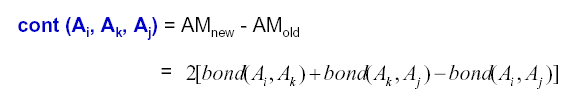 cont (Ai, Ak, Aj) = AMnew - AMold
= 2[bond(Ai, Ak)+bond(Ak, Aj)−bond(Ai, Aj)]